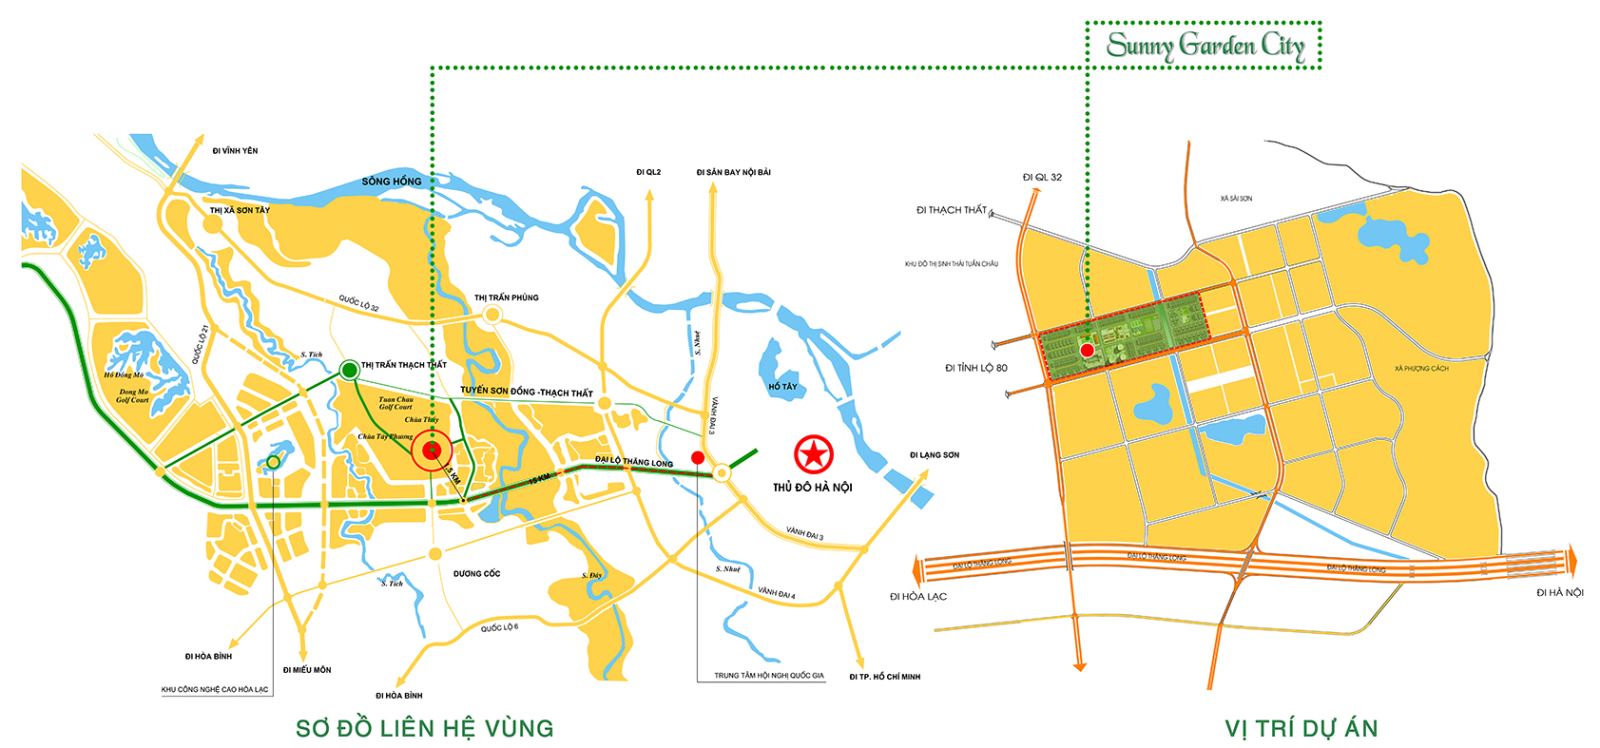 Sunny Garden City
ĐI VĨNH YÊN
SÔNG HỒNG
ĐI QL2
ĐI SÂN BAY NỘI BÀI
THỊ XÃ SƠN TÂY
QUỐC LỘ 32
THỊ TRẤN PHÙNG
QUỐC LỘ 21
S. Tích
THỊ TRẤN THẠCH THẤT
S. Nhuệ
HỒ TÂY
Hồ Đồng Mô
Dong Mo
Golf Court
TUYẾN SƠN ĐỒNG -THẠCH THẤT
Tuan Chau
Golf Court
Chùa Thầy
Chùa Tây Phương
VÀNH ĐAI 3
1.5 KM
15 KM
ĐẠI LỘ THĂNG LONG
THỦ ĐÔ HÀ NỘI
ĐI LẠNG SƠN
VÀNH ĐAI 3
DƯƠNG CỐC
S. Tích
S. Đáy
S. Nhuệ
VÀNH ĐAI 4
QUỐC LỘ 6
ĐI HÒA BÌNH
ĐI MIẾU MÔN
KHU CÔNG NGHỆ CAO HÒA LẠC
ĐI HÒA BÌNH
TRUNG TÂM HỘI NGHỊ QUỐC GIA
ĐI TP. HỒ CHÍ MINH
SƠ ĐỒ LIÊN HỆ VÙNG
ĐI QL 32
ĐI THẠCH THẤT
XÃ SÀI SƠN
KHU ĐÔ THỊ SINH THÁI TUẦN CHÂU
ĐI TỈNH LỘ 80
XÃ PHƯỢNG CÁCH
ĐẠI LỘ THĂNG LONG
ĐẠI LỘ THĂNG LONG
ĐẠI LỘ THĂNG LONG
ĐI HÒA LẠC
ĐI HÀ NỘI
VỊ TRÍ DỰ ÁN